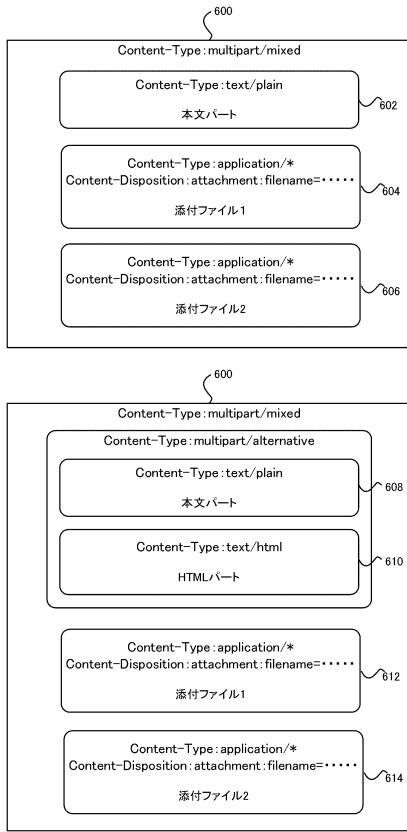 600
Content-Type:multipart/mixed
Content-Type:text/plain
本文パート
602
Content-Type:application/*
Content-Disposition:attachment:filename=・・・・・
添付ファイル1
604
Content-Type:application/*
Content-Disposition:attachment:filename=・・・・・
添付ファイル2
606
600
Content-Type:multipart/mixed
Content-Type:multipart/alternative
Content-Type:text/plain
本文パート
608
Content-Type:text/html
HTMLパート
610
Content-Type:application/*
Content-Disposition:attachment:filename=・・・・・
添付ファイル1
612
Content-Type:application/*
Content-Disposition:attachment:filename=・・・・・
添付ファイル2
614